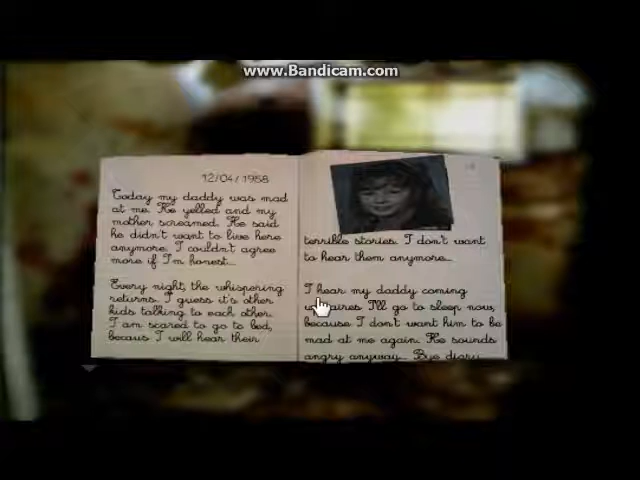 www.Bandicam.com
12/04/1958
Today my daddy was mad
at me. He yelled and my
mother screamed. He said
he didn't want to live here
anymore. I couldn't agree
more if I'm honest...
Every night, the whispering
returns. I guess it's other
kids talking to each other.
I am scared to go to bed,
becaus I will hear their
terrible stories. I don't want
to hear them anymore...
I hear my daddy coming
I'll go to sleep now,
because I don't want him to be
mad at me again. He sounds
angry anyway... Bye diary